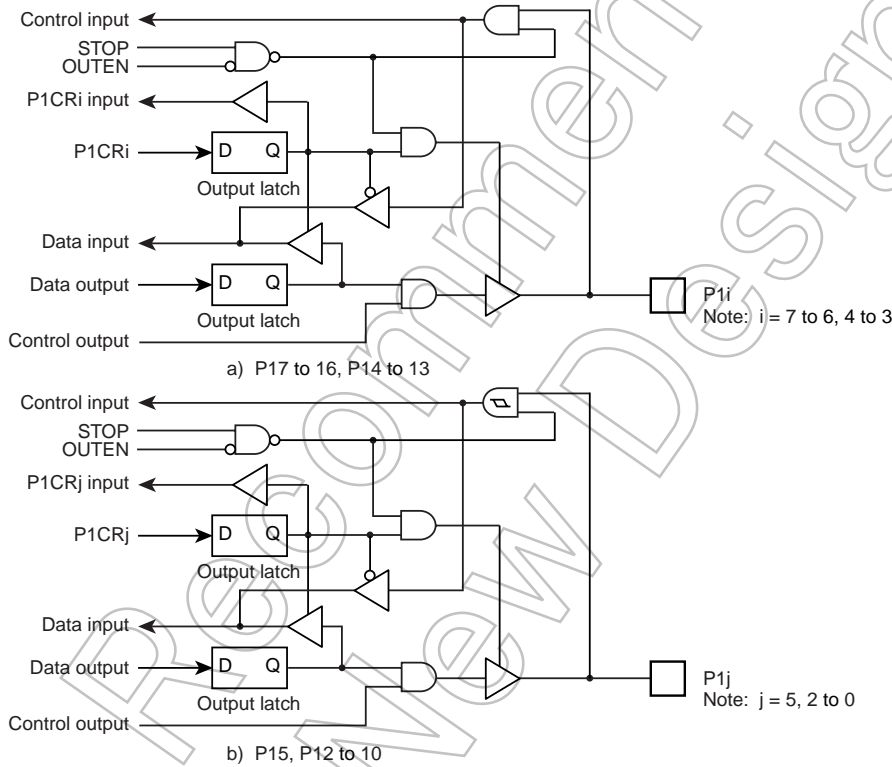 Control input
STOP
OUTEN
P1CRi input
P1CRi
D Q
Output latch
Data input
Data output
D Q
Output latch
Control output
P1i
Note: i = 7 to 6, 4 to 3
a) P17 to 16, P14 to 13
Control input
STOP
OUTEN
P1CRj input
P1CRj
D Q
Output latch
Data input
Data output
D Q
Output latch
Control output
P1j
Note: j = 5, 2 to 0
b) P15, P12 to 10
Recommen
New Design